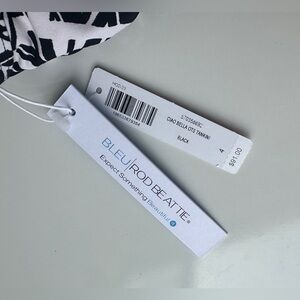 CIAO BELLA OTS TANKINI
BLACK
4
$91.00
BLEU|ROD BEATTIE®
Expect Something Beautiful